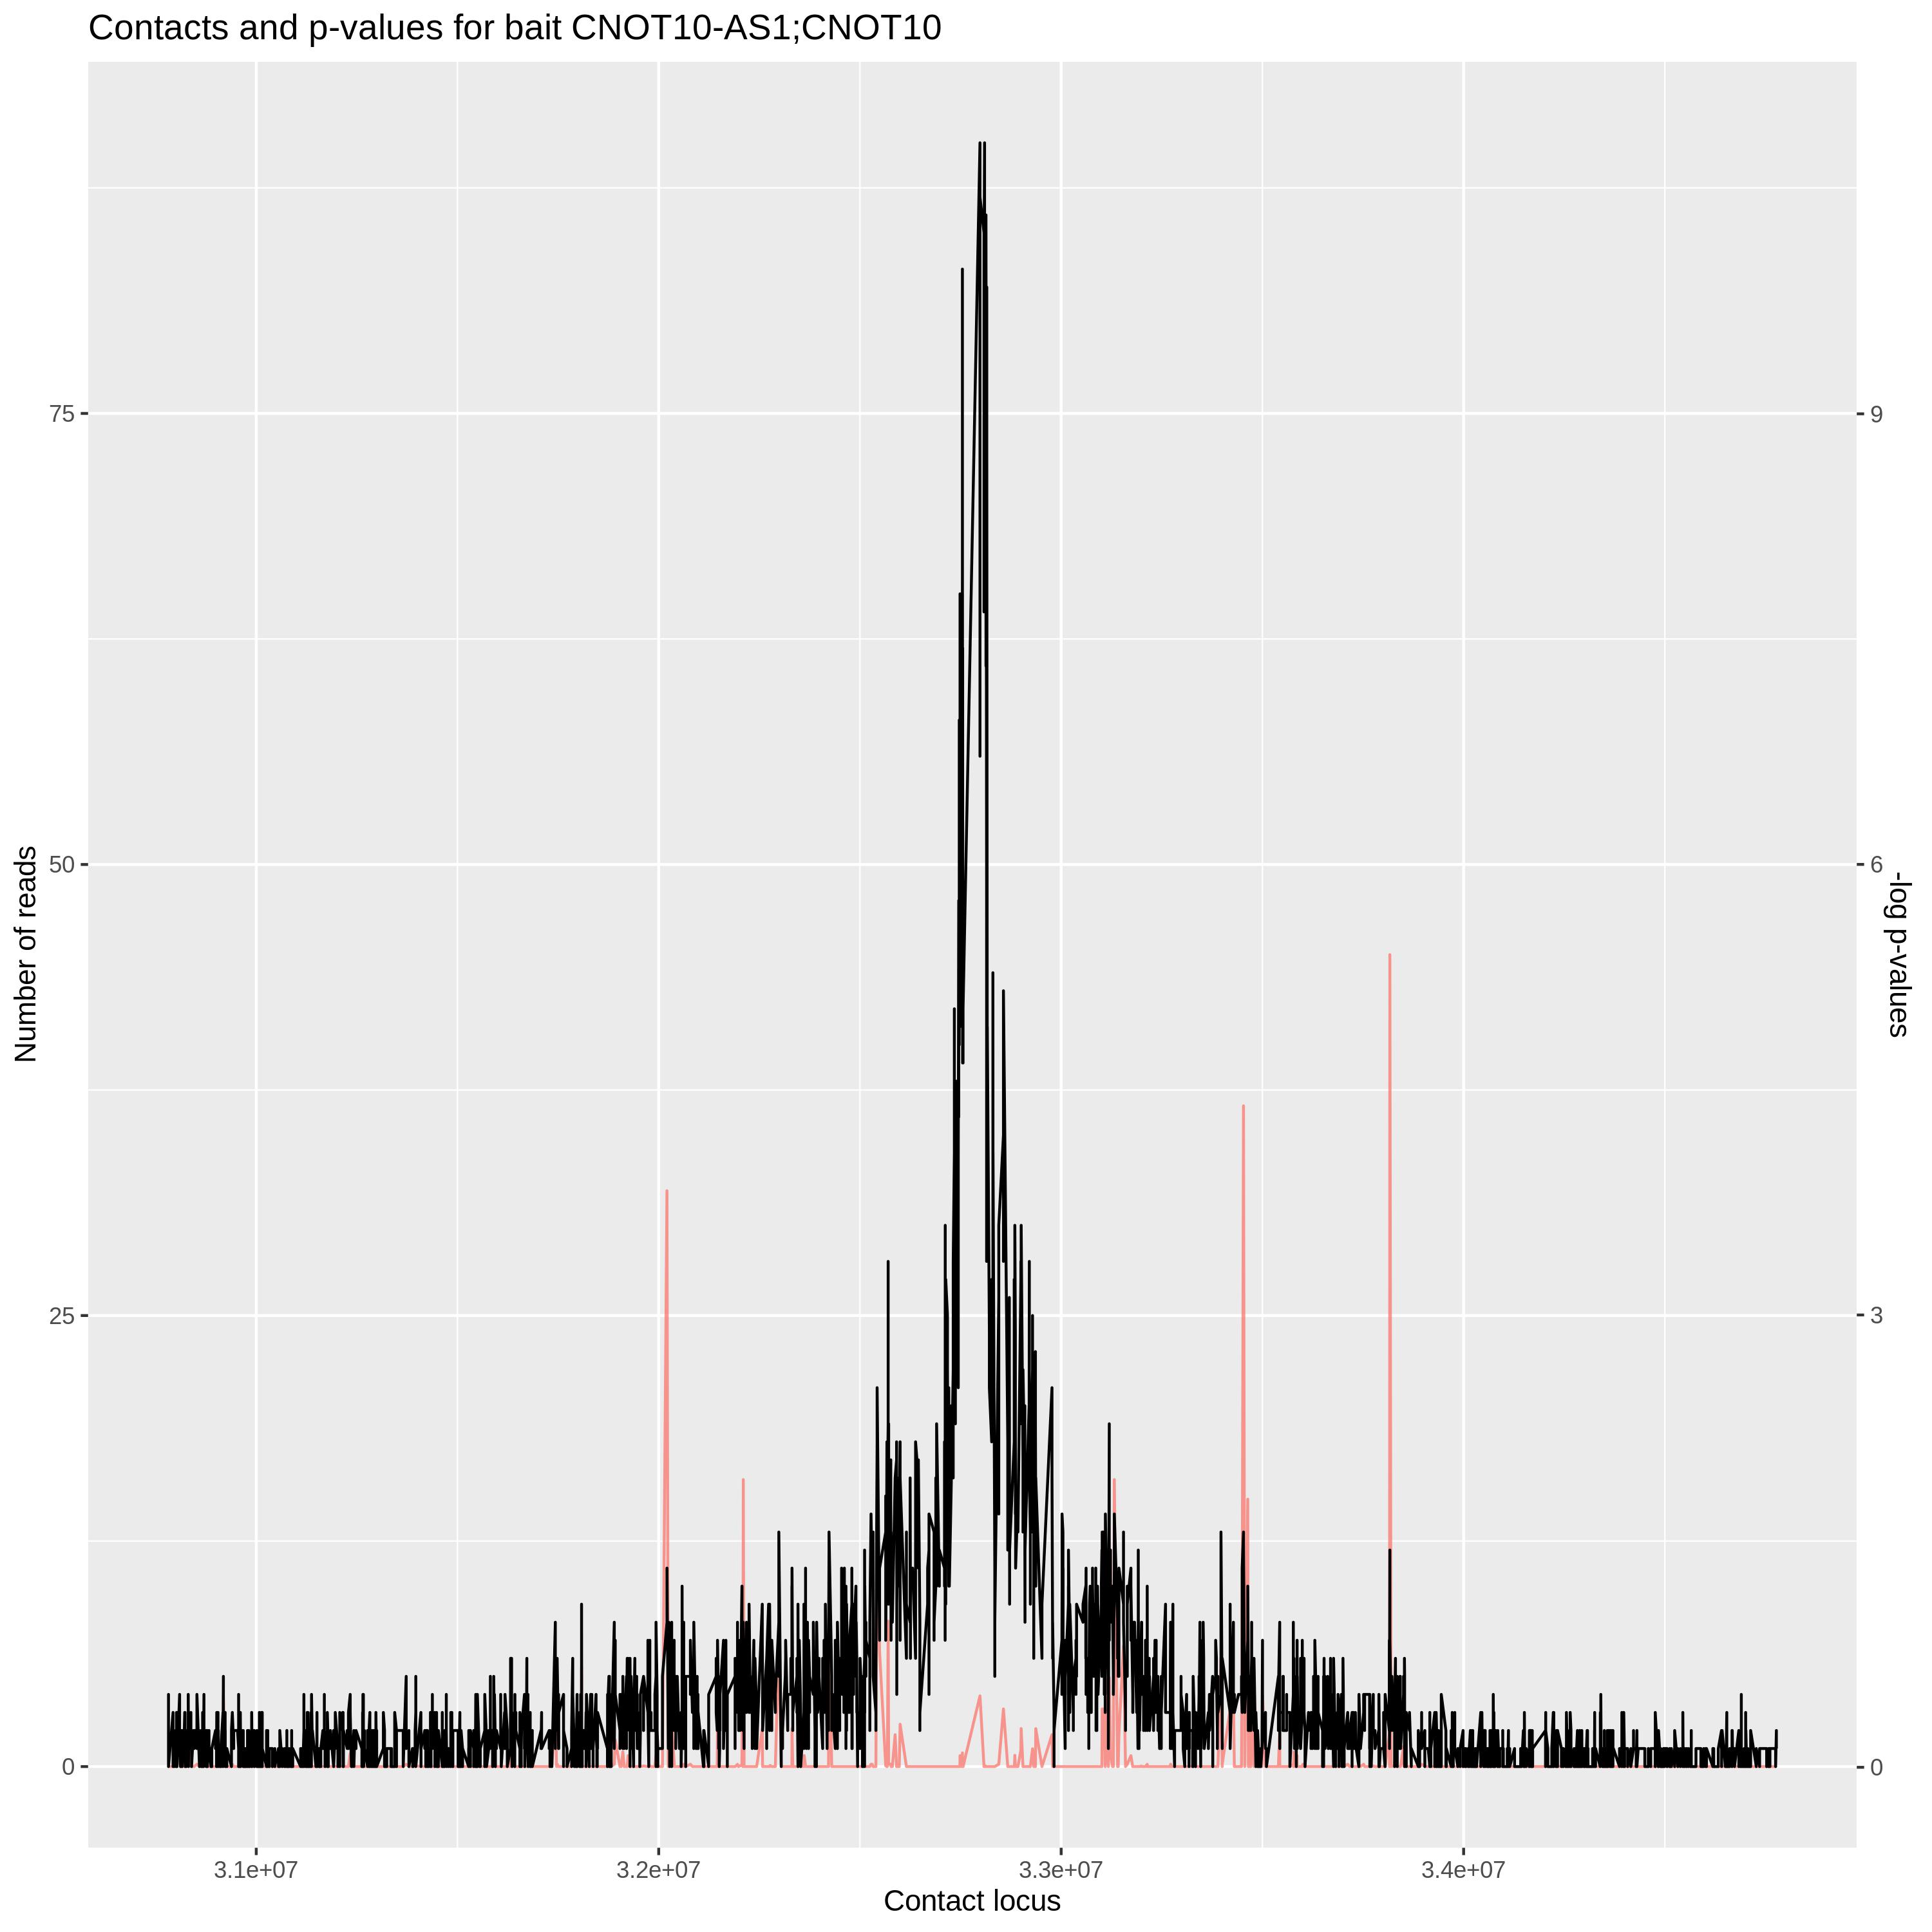 Contacts and p-values for bait CNOT10-AS1;CNOT10
Number of reads
75
50
25
0
9
6
3
0
-log p-values
3.1e+07
3.2e+07
3.3e+07
3.4e+07
Contact locus